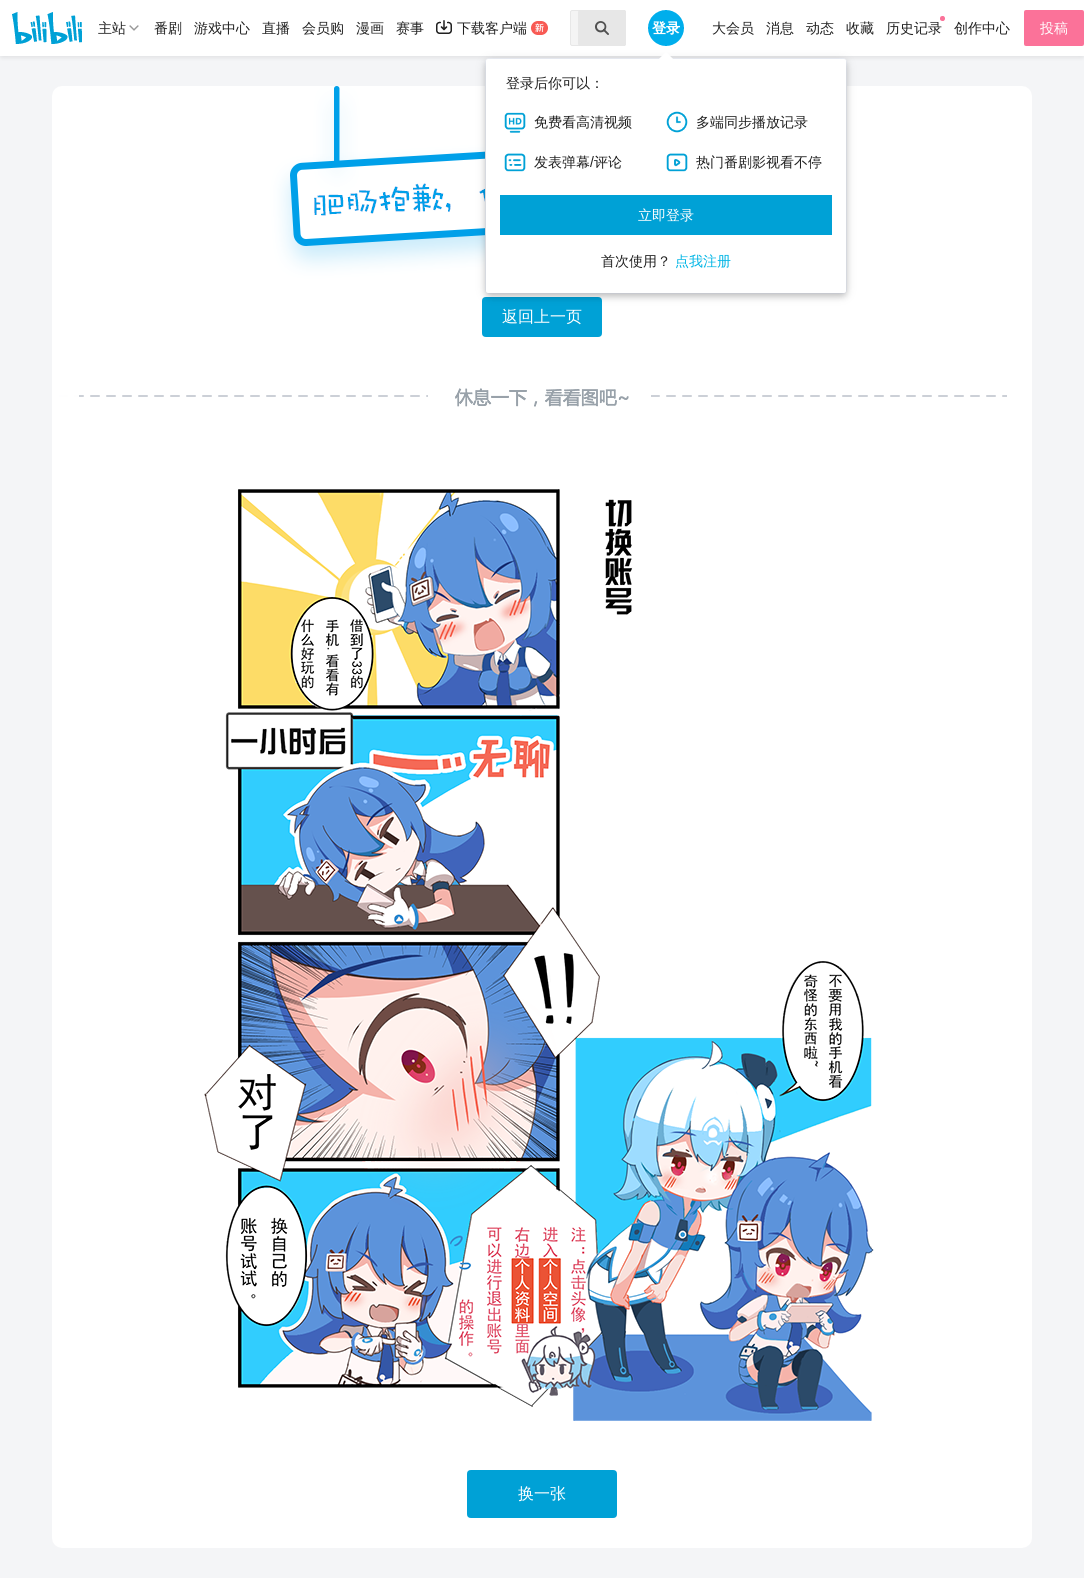 bilibili
主站
番剧
游戏中心
直播
会员购
漫画
赛事
下载客户端
新
登录
大会员
消息
动态
收藏
历史记录
创作中心
投稿
登录后你可以：
HD
免费看高清视频
多端同步播放记录
发表弹幕/评论
热门番剧影视看不停
立即登录
首次使用？ 点我注册
肥肠抱歉，
返回上一页
休息一下，看看图吧~
切换账号
借到了33的
手机.看看有
什么好玩的
一小时后
无聊
!!
对了
不要用我的手机看
奇怪的东西啦~
换自己的
账号试试。
注：点击头像，
进入个人空间
右边个人资料里面
可以进行退出账号
的操作。
换一张